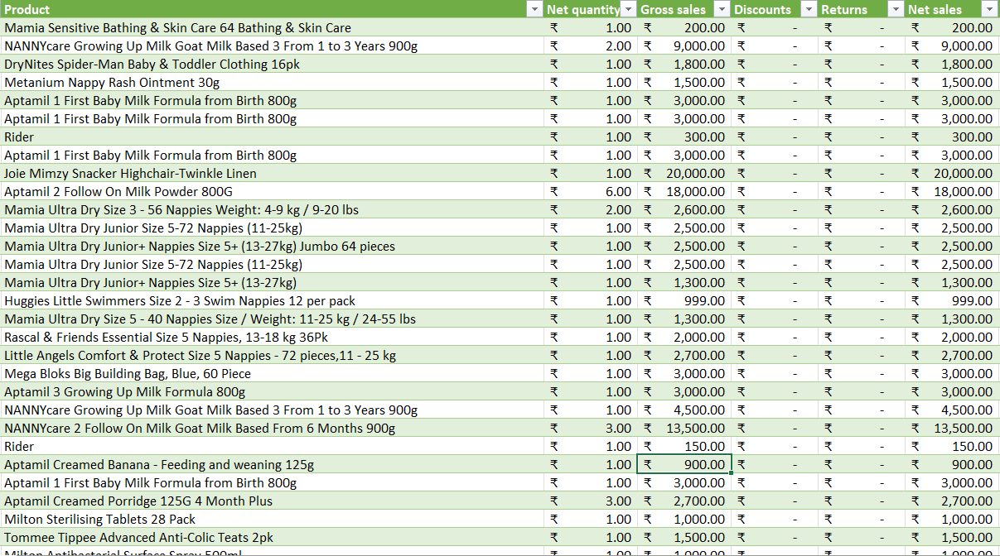 Product Net quantity Gross sales Discounts Returns Net sales
Mamia Sensitive Bathing & Skin Care 64 Bathing & Skin Care ₹ 1.00 ₹ 200.00 ₹ - ₹ - ₹ 200.00
NANNYcare Growing Up Milk Goat Milk Based 3 From 1 to 3 Years 900g ₹ 2.00 ₹ 9,000.00 ₹ - ₹ - ₹ 9,000.00
DryNites Spider-Man Baby & Toddler Clothing 16pk ₹ 1.00 ₹ 1,800.00 ₹ - ₹ - ₹ 1,800.00
Metanium Nappy Rash Ointment 30g ₹ 1.00 ₹ 1,500.00 ₹ - ₹ - ₹ 1,500.00
Aptamil 1 First Baby Milk Formula from Birth 800g ₹ 1.00 ₹ 3,000.00 ₹ - ₹ - ₹ 3,000.00
Aptamil 1 First Baby Milk Formula from Birth 800g ₹ 1.00 ₹ 3,000.00 ₹ - ₹ - ₹ 3,000.00
Rider ₹ 1.00 ₹ 300.00 ₹ - ₹ - ₹ 300.00
Aptamil 1 First Baby Milk Formula from Birth 800g ₹ 1.00 ₹ 3,000.00 ₹ - ₹ - ₹ 3,000.00
Joie Mimzy Snacker Highchair-Twinkle Linen ₹ 1.00 ₹ 20,000.00 ₹ - ₹ - ₹ 20,000.00
Aptamil 2 Follow On Milk Powder 800G ₹ 6.00 ₹ 18,000.00 ₹ - ₹ - ₹ 18,000.00
Mamia Ultra Dry Size 3 - 56 Nappies Weight: 4-9 kg / 9-20 lbs ₹ 2.00 ₹ 2,600.00 ₹ - ₹ - ₹ 2,600.00
Mamia Ultra Dry Junior Size 5-72 Nappies (11-25kg) ₹ 1.00 ₹ 2,500.00 ₹ - ₹ - ₹ 2,500.00
Mamia Ultra Dry Junior+ Nappies Size 5+ (13-27kg) Jumbo 64 pieces ₹ 1.00 ₹ 2,500.00 ₹ - ₹ - ₹ 2,500.00
Mamia Ultra Dry Junior Size 5-72 Nappies (11-25kg) ₹ 1.00 ₹ 2,500.00 ₹ - ₹ - ₹ 2,500.00
Mamia Ultra Dry Junior+ Nappies Size 5+ (13-27kg) ₹ 1.00 ₹ 1,300.00 ₹ - ₹ - ₹ 1,300.00
Huggies Little Swimmers Size 2 - 3 Swim Nappies 12 per pack ₹ 1.00 ₹ 999.00 ₹ - ₹ - ₹ 999.00
Mamia Ultra Dry Size 5 - 40 Nappies Size / Weight: 11-25 kg / 24-55 lbs ₹ 1.00 ₹ 1,300.00 ₹ - ₹ - ₹ 1,300.00
Rascal & Friends Essential Size 5 Nappies, 13-18 kg 36Pk ₹ 1.00 ₹ 2,000.00 ₹ - ₹ - ₹ 2,000.00
Little Angels Comfort & Protect Size 5 Nappies - 72 pieces,11 - 25 kg ₹ 1.00 ₹ 2,700.00 ₹ - ₹ - ₹ 2,700.00
Mega Bloks Big Building Bag, Blue, 60 Piece ₹ 1.00 ₹ 3,000.00 ₹ - ₹ - ₹ 3,000.00
Aptamil 3 Growing Up Milk Formula 800g ₹ 1.00 ₹ 3,000.00 ₹ - ₹ - ₹ 3,000.00
NANNYcare Growing Up Milk Goat Milk Based 3 From 1 to 3 Years 900g ₹ 1.00 ₹ 4,500.00 ₹ - ₹ - ₹ 4,500.00
NANNYcare 2 Follow On Milk Goat Milk Based From 6 Months 900g ₹ 3.00 ₹ 13,500.00 ₹ - ₹ - ₹ 13,500.00
Rider ₹ 1.00 ₹ 150.00 ₹ - ₹ - ₹ 150.00
Aptamil Creamed Banana - Feeding and weaning 125g ₹ 1.00 ₹ 900.00 ₹ - ₹ - ₹ 900.00
Aptamil 1 First Baby Milk Formula from Birth 800g ₹ 1.00 ₹ 3,000.00 ₹ - ₹ - ₹ 3,000.00
Aptamil Creamed Porridge 125G 4 Month Plus ₹ 3.00 ₹ 2,700.00 ₹ - ₹ - ₹ 2,700.00
Milton Sterilising Tablets 28 Pack ₹ 1.00 ₹ 1,000.00 ₹ - ₹ - ₹ 1,000.00
Tommee Tippee Advanced Anti-Colic Teats 2pk ₹ 1.00 ₹ 1,500.00 ₹ - ₹ - ₹ 1,500.00
Milton Antibacterial Surface Spray 500ml ₹ 1.00 ₹ 1,000.00 ₹ - ₹ - ₹ 1,000.00